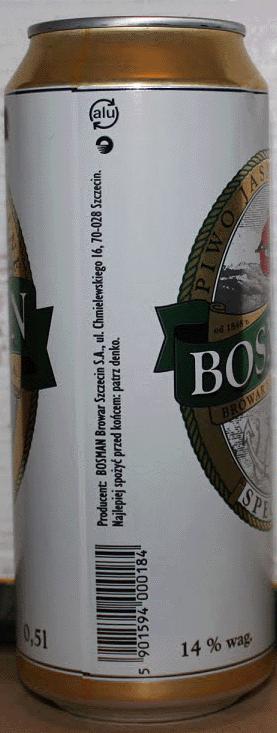 alu
Producent: BOSMAN Browar Szczecin S.A., ul. Chmielewskiego 16, 70-028 Szczecin.
Najlepiej spożyć przed końcem: patrz denko.
5 901594 000184
0,5l
14 % wag.
PIWO JAS
od 1848 r.
BOS
BROWAR
SPE
N